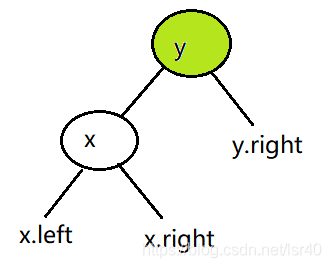 y
x
y.right
x.left
x.right
https://blog.csdn.net/lsr40